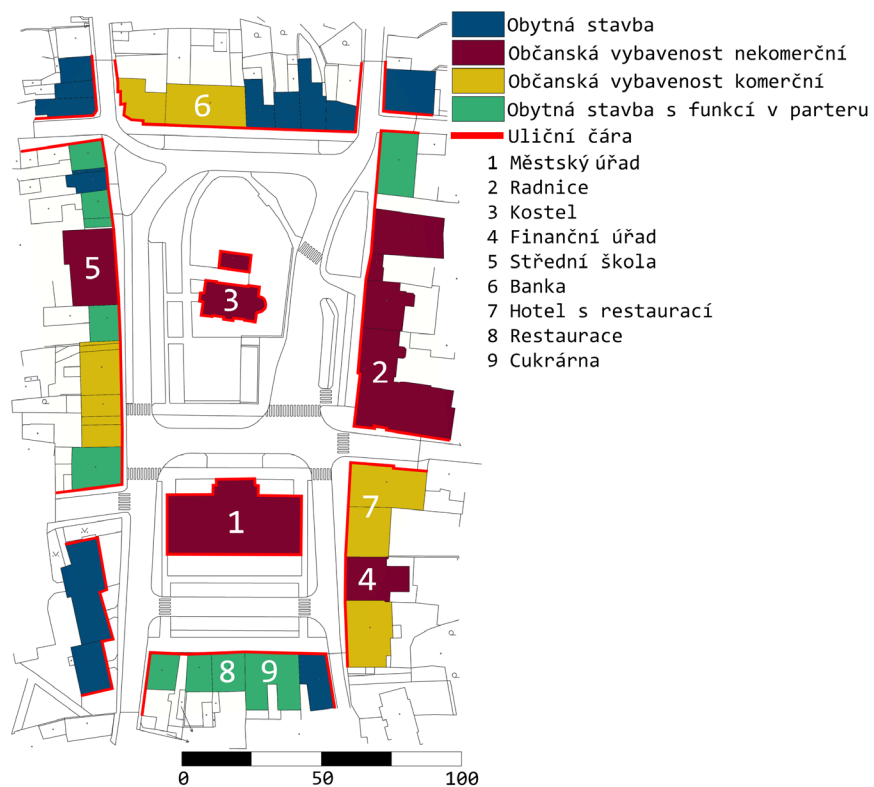 Obytná stavba
Občanská vybavenost nekomerční
Občanská vybavenost komerční
Obytná stavba s funkcí v parteru
Uliční čára
1 Městský úřad
2 Radnice
3 Kostel
4 Finanční úřad
5 Střední škola
6 Banka
7 Hotel s restaurací
8 Restaurace
9 Cukrárna
6
5
3
2
1
7
4
8 9
0 50 100